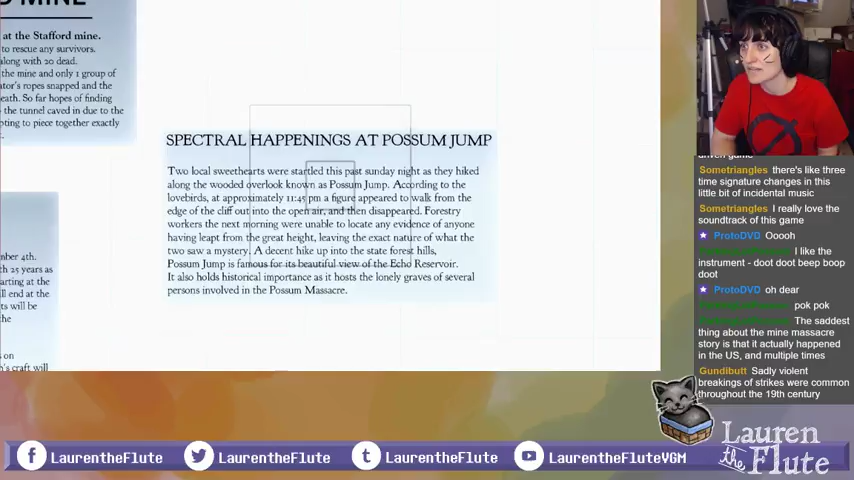 MINE
at the Stafford mine.
to rescue any survivors.
along with 20 dead.
the mine and only 1 group of
ator's ropes snapped and the
eath. So far hopes of finding
the tunnel caved in due to the
pting to piece together exactly
SPECTRAL HAPPENINGS AT POSSUM JUMP
Two local sweethearts were startled this past sunday night as they hiked
along the wooded overlook known as Possum Jump. According to the
lovebirds, at approximately 11:45 pm a figure appeared to walk from the
edge of the cliff out into the open air, and then disappeared. Forestry
workers the next morning were unable to locate any evidence of anyone
having leapt from the great height, leaving the exact nature of what the
two saw a mystery. A decent hike up into the state forest hills,
Possum Jump is famous for its beautiful view of the Echo Reservoir.
It also holds historical importance as it hosts the lonely graves of several
persons involved in the Possum Massacre.
mber 4th.
th 25 years as
arting at the
ll end at the
ts will be
the
s on
n's craft will
driven game
Sometriangles there's like three
time signature changes in this
little bit of incidental music
Sometriangles I really love the
soundtrack of this game
ProtoDVD Ooooh
I like the
instrument - doot doot beep boop
doot
ProtoDVD oh dear
pok pok
The saddest
thing about the mine massacre
story is that it actually happened
in the US, and multiple times
Gundibutt Sadly violent
breakings of strikes were common
throughout the 19th century
LaurentheFlute
LaurentheFlute
LaurentheFlute
LaurentheFluteVGM
Lauren
the Flute